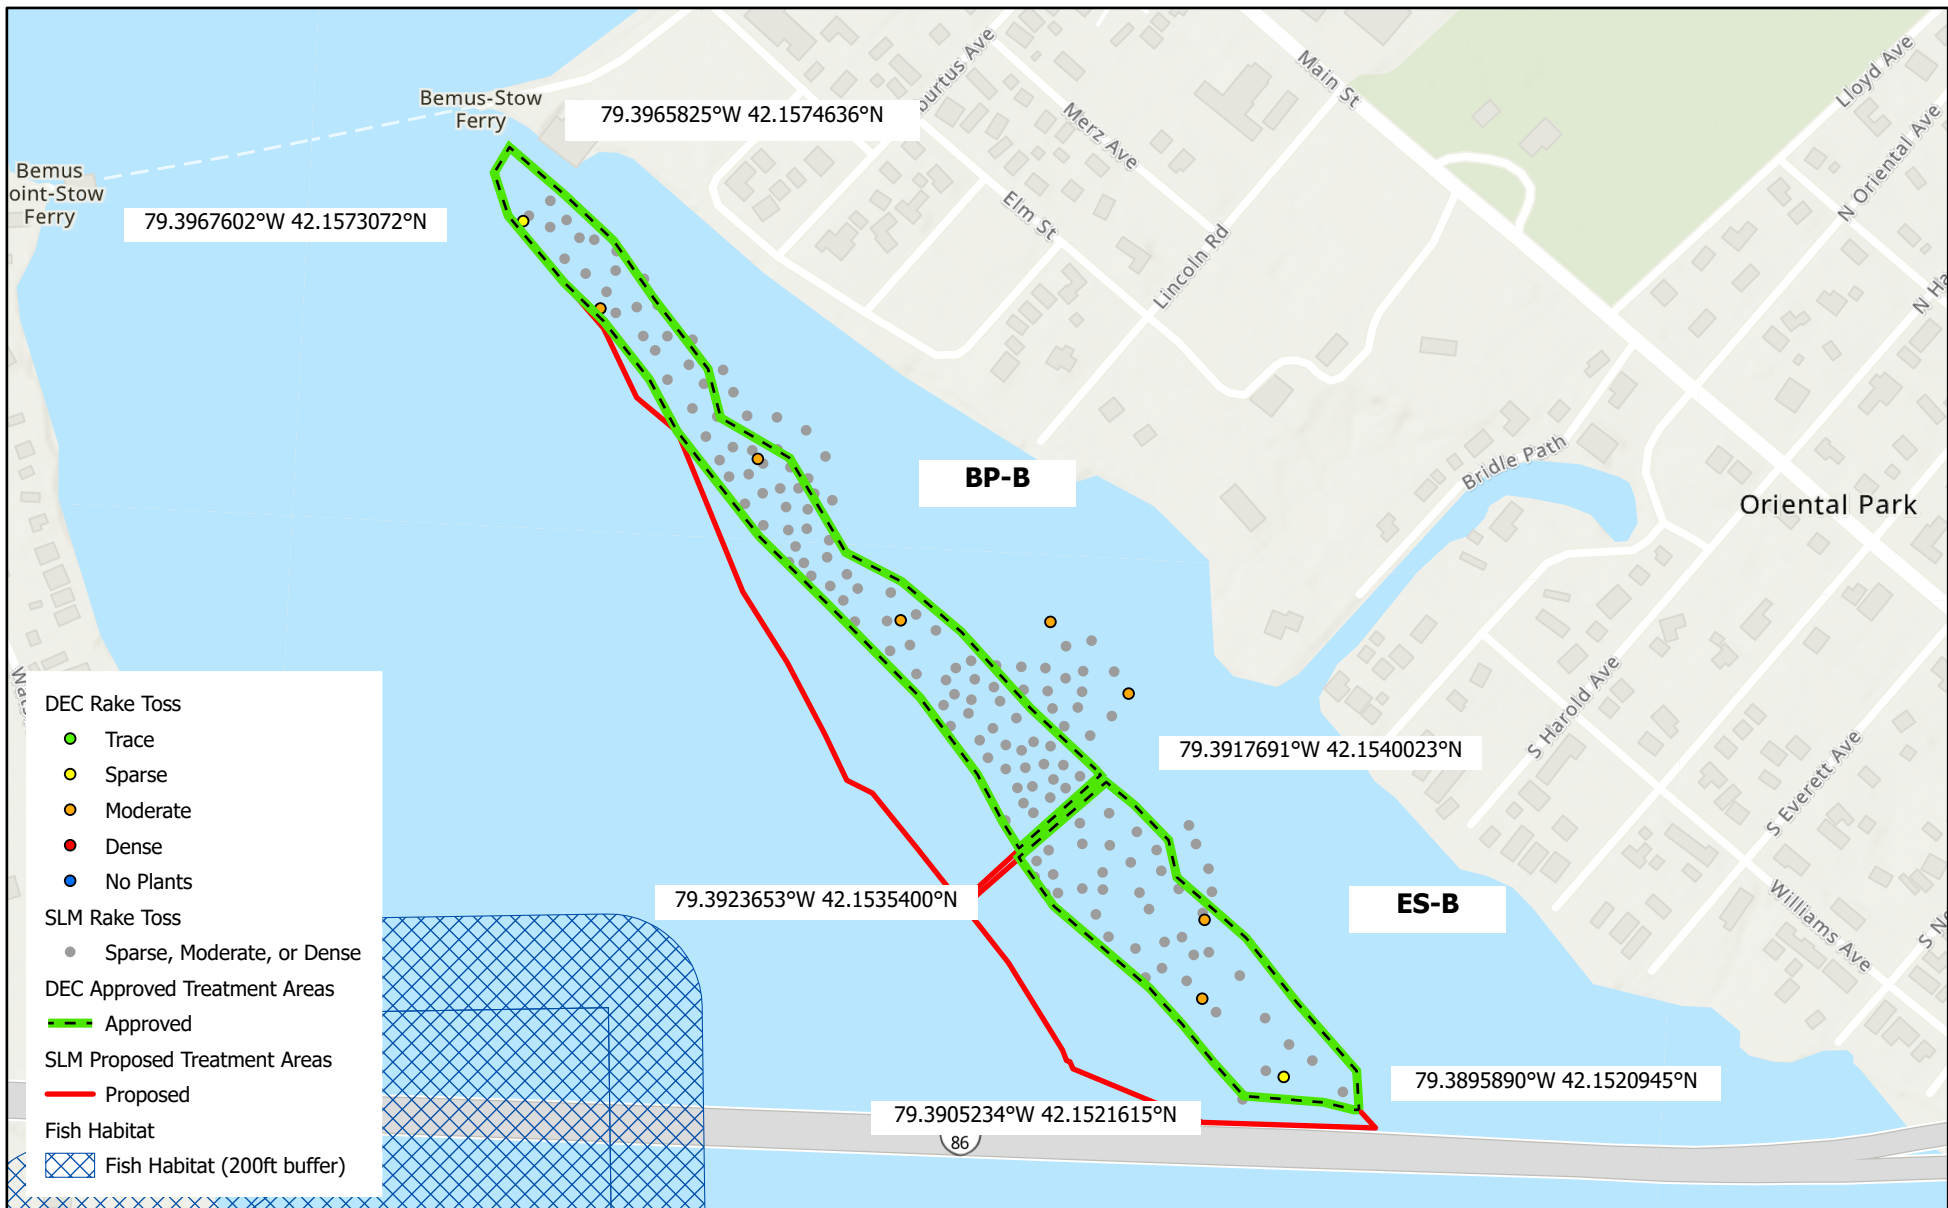 Bemus-Stow
Ferry
79.3965825°W 42.1574636°N
Main St
Lloyd Ave
Merz Ave
N Oriental Ave
Bemus
oint-Stow
Ferry
79.3967602°W 42.1573072°N
Elm St
Lincoln Rd
Bridle Path
BP-B
Oriental Park
DEC Rake Toss
Trace
Sparse
Moderate
Dense
No Plants
SLM Rake Toss
Sparse, Moderate, or Dense
DEC Approved Treatment Areas
Approved
SLM Proposed Treatment Areas
Proposed
Fish Habitat
Fish Habitat (200ft buffer)
S Harold Ave
79.3917691°W 42.1540023°N
S Everett Ave
79.3923653°W 42.1535400°N
ES-B
Williams Ave
79.3895890°W 42.1520945°N
79.3905234°W 42.1521615°N
86